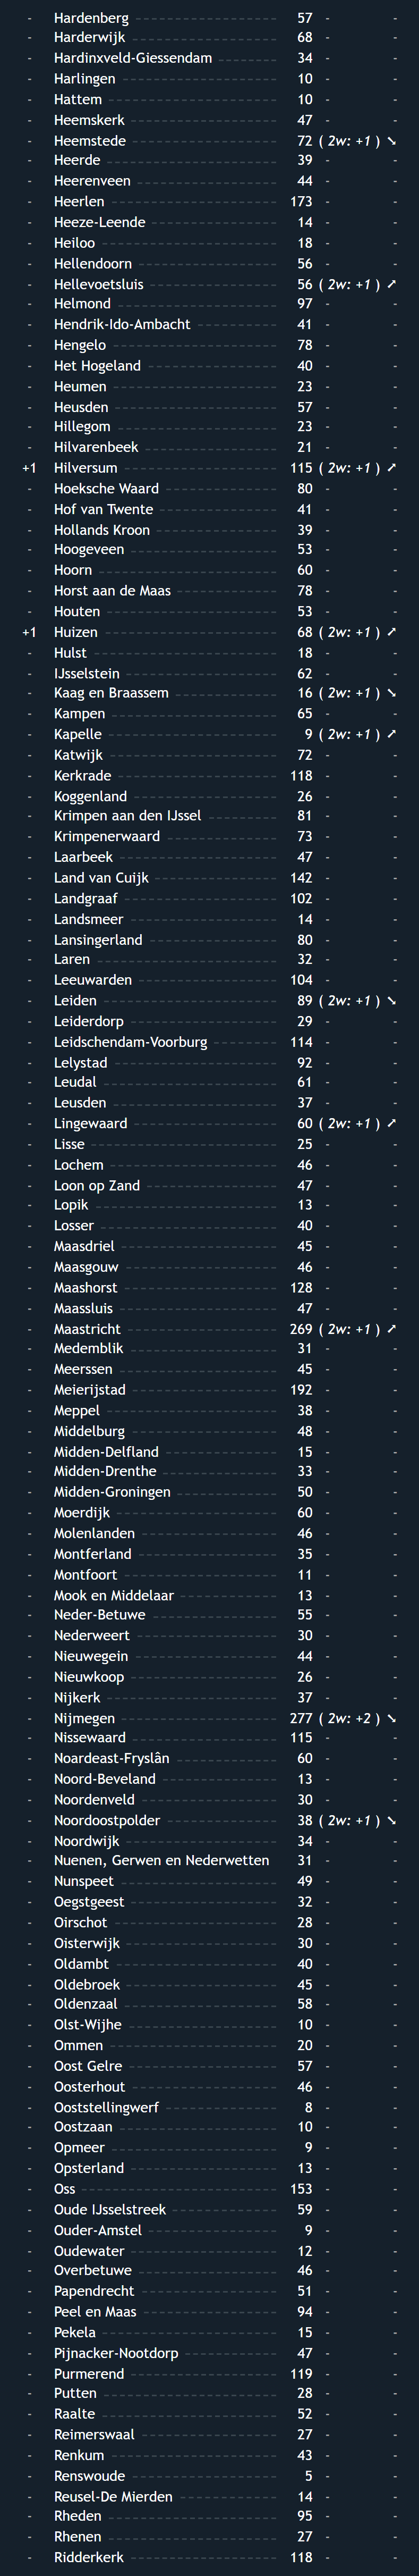 - Hardenberg 57 - -
- Harderwijk 68 - -
- Hardinxveld-Giessendam 34 - -
- Harlingen 10 - -
- Hattem 10 - -
- Heemskerk 47 - -
- Heemstede 72 ( 2w: +1 ) ➘
- Heerde 39 - -
- Heerenveen 44 - -
- Heerlen 173 - -
- Heeze-Leende 14 - -
- Heiloo 18 - -
- Hellendoorn 56 - -
- Hellevoetsluis 56 ( 2w: +1 ) ➚
- Helmond 97 - -
- Hendrik-Ido-Ambacht 41 - -
- Hengelo 78 - -
- Het Hogeland 40 - -
- Heumen 23 - -
- Heusden 57 - -
- Hillegom 23 - -
- Hilvarenbeek 21 - -
+1 Hilversum 115 ( 2w: +1 ) ➚
- Hoeksche Waard 80 - -
- Hof van Twente 41 - -
- Hollands Kroon 39 - -
- Hoogeveen 53 - -
- Hoorn 60 - -
- Horst aan de Maas 78 - -
- Houten 53 - -
+1 Huizen 68 ( 2w: +1 ) ➚
- Hulst 18 - -
- IJsselstein 62 - -
- Kaag en Braassem 16 ( 2w: +1 ) ➘
- Kampen 65 - -
- Kapelle 9 ( 2w: +1 ) ➚
- Katwijk 72 - -
- Kerkrade 118 - -
- Koggenland 26 - -
- Krimpen aan den IJssel 81 - -
- Krimpenerwaard 73 - -
- Laarbeek 47 - -
- Land van Cuijk 142 - -
- Landgraaf 102 - -
- Landsmeer 14 - -
- Lansingerland 80 - -
- Laren 32 - -
- Leeuwarden 104 - -
- Leiden 89 ( 2w: +1 ) ➘
- Leiderdorp 29 - -
- Leidschendam-Voorburg 114 - -
- Lelystad 92 - -
- Leudal 61 - -
- Leusden 37 - -
- Lingewaard 60 ( 2w: +1 ) ➚
- Lisse 25 - -
- Lochem 46 - -
- Loon op Zand 47 - -
- Lopik 13 - -
- Losser 40 - -
- Maasdriel 45 - -
- Maasgouw 46 - -
- Maashorst 128 - -
- Maassluis 47 - -
- Maastricht 269 ( 2w: +1 ) ➚
- Medemblik 31 - -
- Meerssen 45 - -
- Meierijstad 192 - -
- Meppel 38 - -
- Middelburg 48 - -
- Midden-Delfland 15 - -
- Midden-Drenthe 33 - -
- Midden-Groningen 50 - -
- Moerdijk 60 - -
- Molenlanden 46 - -
- Montferland 35 - -
- Montfoort 11 - -
- Mook en Middelaar 13 - -
- Neder-Betuwe 55 - -
- Nederweert 30 - -
- Nieuwegein 44 - -
- Nieuwkoop 26 - -
- Nijkerk 37 - -
- Nijmegen 277 ( 2w: +2 ) ➘
- Nissewaard 115 - -
- Noardeast-Fryslân 60 - -
- Noord-Beveland 13 - -
- Noordenveld 30 - -
- Noordoostpolder 38 ( 2w: +1 ) ➘
- Noordwijk 34 - -
- Nuenen, Gerwen en Nederwetten 31 - -
- Nunspeet 49 - -
- Oegstgeest 32 - -
- Oirschot 28 - -
- Oisterwijk 30 - -
- Oldambt 40 - -
- Oldebroek 45 - -
- Oldenzaal 58 - -
- Olst-Wijhe 10 - -
- Ommen 20 - -
- Oost Gelre 57 - -
- Oosterhout 46 - -
- Ooststellingwerf 8 - -
- Oostzaan 10 - -
- Opmeer 9 - -
- Opsterland 13 - -
- Oss 153 - -
- Oude IJsselstreek 59 - -
- Ouder-Amstel 9 - -
- Oudewater 12 - -
- Overbetuwe 46 - -
- Papendrecht 51 - -
- Peel en Maas 94 - -
- Pekela 15 - -
- Pijnacker-Nootdorp 47 - -
- Purmerend 119 - -
- Putten 28 - -
- Raalte 52 - -
- Reimerswaal 27 - -
- Renkum 43 - -
- Renswoude 5 - -
- Reusel-De Mierden 14 - -
- Rheden 95 - -
- Rhenen 27 - -
- Ridderkerk 118 - -